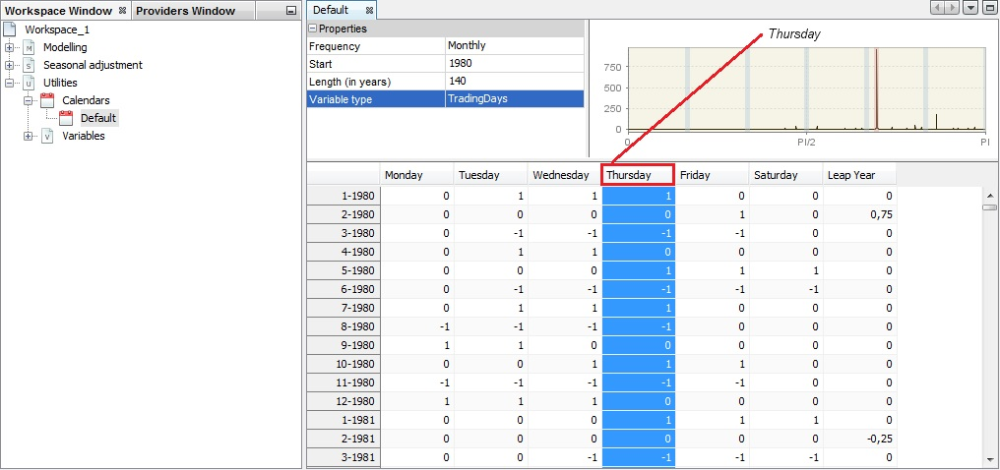 Workspace Window Providers Window
Workspace_1
Modelling
Seasonal adjustment
Utilities
Calendars
Default
Variables
Default
Properties
Frequency Monthly
Start 1980
Length (in years) 140
Variable type TradingDays
Thursday
750
500
250
0
0 PI/2 PI
Monday Tuesday Wednesday Thursday Friday Saturday Leap Year
1-1980 0 1 1 1 0 0 0
2-1980 0 0 0 0 1 0 0,75
3-1980 0 -1 -1 -1 -1 0 0
4-1980 0 1 1 0 0 0 0
5-1980 0 0 0 1 1 1 0
6-1980 0 -1 -1 -1 -1 -1 0
7-1980 0 1 1 1 0 0 0
8-1980 -1 -1 -1 -1 0 0 0
9-1980 1 1 0 0 0 0 0
10-1980 0 0 1 1 1 0 0
11-1980 -1 -1 -1 -1 -1 0 0
12-1980 1 1 1 0 0 0 0
1-1981 0 0 0 1 1 1 0
2-1981 0 0 0 0 0 0 -0,25
3-1981 0 0 -1 -1 -1 -1 0